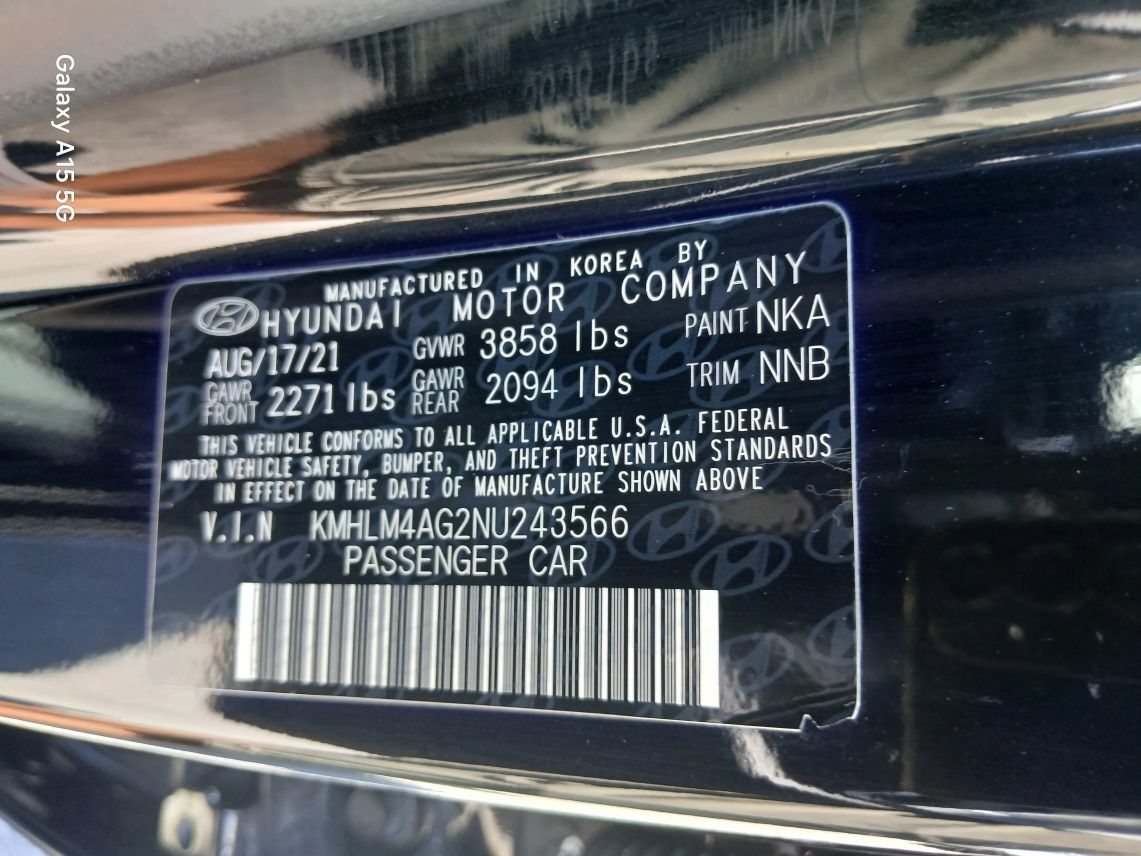 MANUFACTURED IN KOREA BY
HYUNDAI MOTOR COMPANY
AUG/17/21 GVWR 3858 lbs PAINT NKA
GAWR FRONT 2271 lbs GAWR REAR 2094 lbs TRIM NNB
THIS VEHICLE CONFORMS TO ALL APPLICABLE U.S.A. FEDERAL
MOTOR VEHICLE SAFETY, BUMPER, AND THEFT PREVENTION STANDARDS
IN EFFECT ON THE DATE OF MANUFACTURE SHOWN ABOVE
V.I.N KMHLM4AG2NU243566
PASSENGER CAR
Galaxy A15 5G